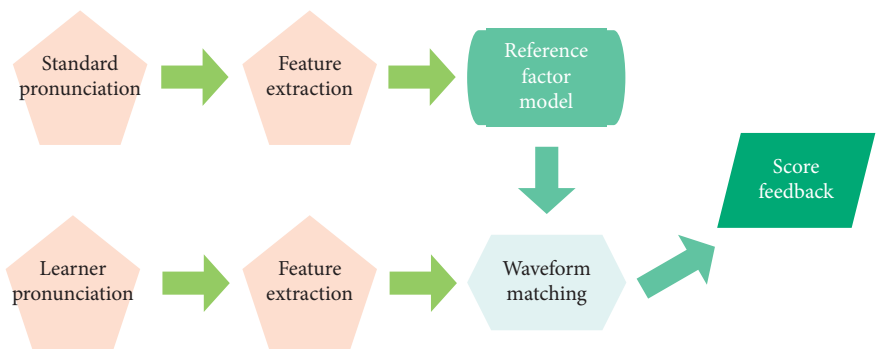 Standard
pronunciation
Feature
extraction
Reference
factor
model
Score
feedback
Learner
pronunciation
Feature
extraction
Waveform
matching